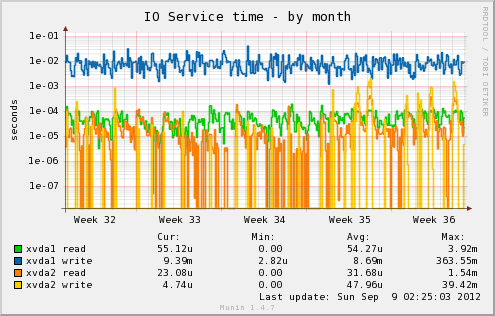 IO Service time - by month
RRDTOOL / TOBI OETIKER
seconds
1e-01
1e-02
1e-03
1e-04
1e-05
1e-06
1e-07
Week 32 Week 33 Week 34 Week 35 Week 36
Cur: Min: Avg: Max:
xvda1 read 55.12u 0.00 54.27u 3.92m
xvda1 write 9.39m 2.82u 8.69m 363.55m
xvda2 read 23.08u 0.00 31.68u 1.54m
xvda2 write 4.74u 0.00 47.96u 39.42m
Last update: Sun Sep 9 02:25:03 2012
Munin 1.4.7